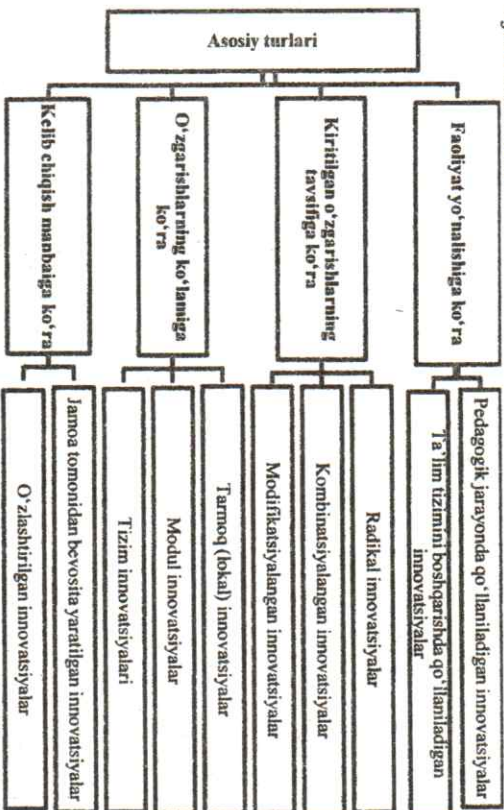 Asosiy turlari
Faoliyat yo‘nalishiga ko‘ra
Pedagogik jarayonda qo‘llaniladigan innovatsiyalar
Ta’lim tizimini boshqarishda qo‘llaniladigan
innovatsiyalar
Kiritilgan o‘zgarishlarning
tavsifiga ko‘ra
Radikal innovatsiyalar
Kombinatsiyalangan innovatsiyalar
Modifikatsiyalangan innovatsiyalar
O‘zgarishlarning ko‘lamiga
ko‘ra
Tarmoq (lokal) innovatsiyalar
Modul innovatsiyalar
Tizim innovatsiyalari
Kelib chiqish manbaiga ko‘ra
Jamoa tomonidan bevosita yaratilgan innovatsiyalar
O‘zlashtirilgan innovatsiyalar